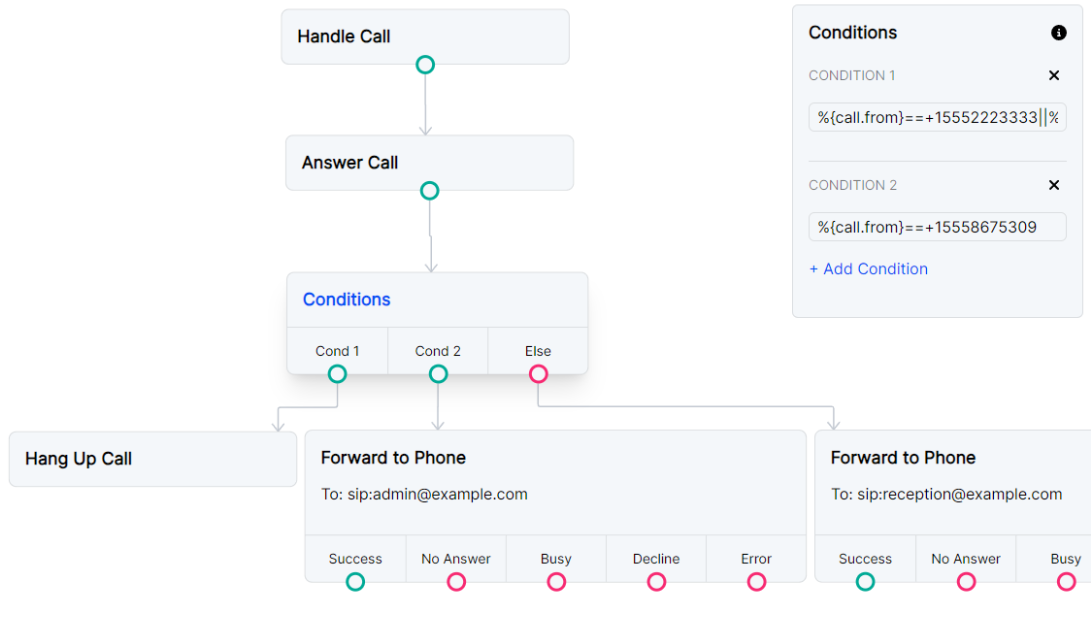 Handle Call
Answer Call
Conditions
Cond 1
Cond 2
Else
Hang Up Call
Forward to Phone
To: sip:admin@example.com
Success
No Answer
Busy
Decline
Error
Forward to Phone
To: sip:reception@example.com
Success
No Answer
Busy
Conditions
CONDITION 1
%{call.from}==+15552223333||%
CONDITION 2
%{call.from}==+15558675309
+ Add Condition